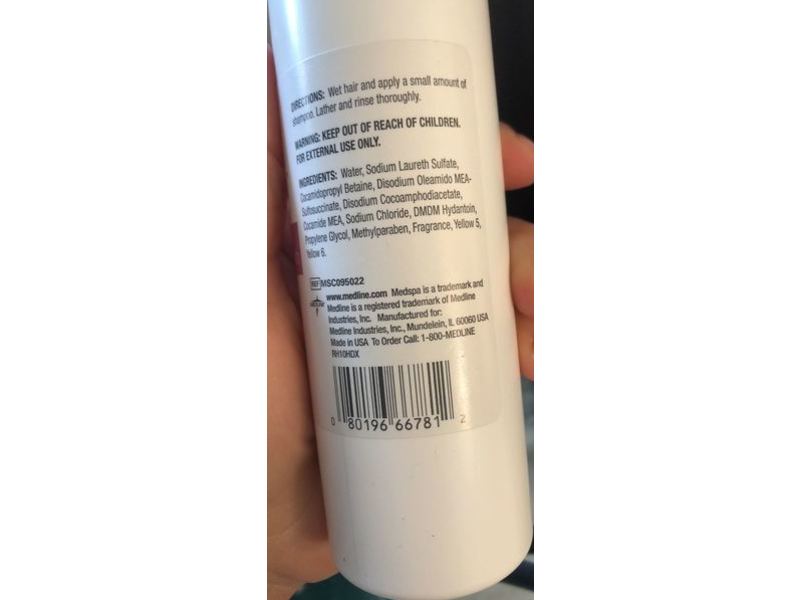 DIRECTIONS: Wet hair and apply a small amount of
shampoo. Lather and rinse thoroughly.
WARNING: KEEP OUT OF REACH OF CHILDREN.
FOR EXTERNAL USE ONLY.
INGREDIENTS: Water, Sodium Laureth Sulfate,
Cocamidopropyl Betaine, Disodium Oleamido MEA-
Sulfosuccinate, Disodium Cocoamphodiacetate,
Cocamide MEA, Sodium Chloride, DMDM Hydantoin,
Propylene Glycol, Methylparaben, Fragrance, Yellow 5,
Yellow 6.
REF MSC095022
www.medline.com Medspa is a trademark and
Medline is a registered trademark of Medline
Industries, Inc. Manufactured for:
Medline Industries, Inc., Mundelein, IL 60060 USA
Made in USA To Order Call: 1-800-MEDLINE
RH10HDX
0 80196 66781 2